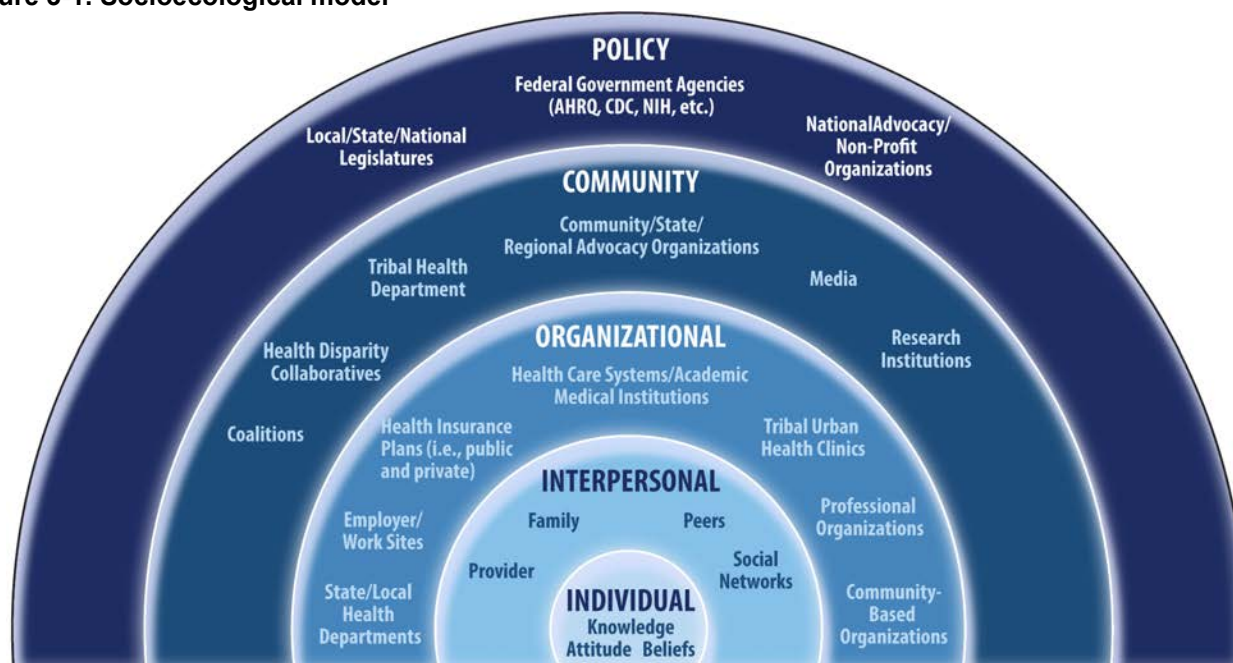 POLICY
Federal Government Agencies
(AHRQ, CDC, NIH, etc.)
Local/State/National
Legislatures
NationalAdvocacy/
Non-Profit
Organizations
COMMUNITY
Community/State/
Regional Advocacy Organizations
Tribal Health
Department
Media
Health Disparity
Collaboratives
Research
Institutions
Coalitions
ORGANIZATIONAL
Health Care Systems/Academic
Medical Institutions
Health Insurance
Plans (i.e., public
and private)
Tribal Urban
Health Clinics
Employer/
Work Sites
Professional
Organizations
State/Local
Health
Departments
Community-
Based
Organizations
INTERPERSONAL
Family
Peers
Provider
Social
Networks
INDIVIDUAL
Knowledge
Attitude Beliefs